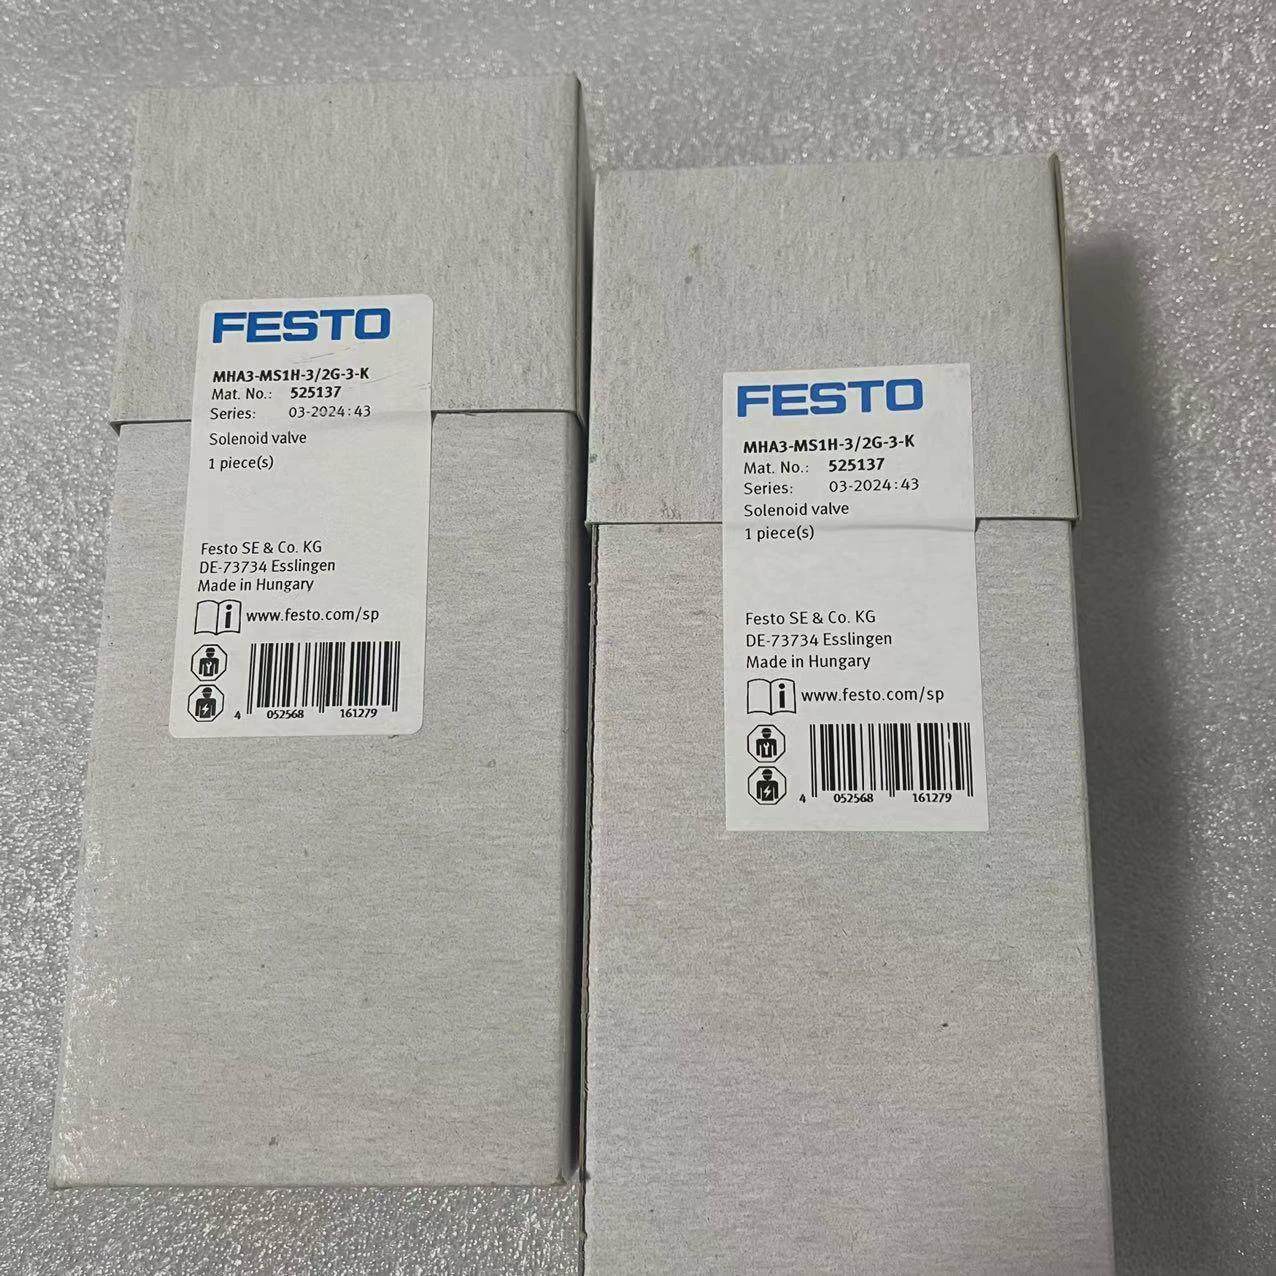 FESTO
MHA3-MS1H-3/2G-3-K
Mat. No.: 525137
Series: 03-2024:43
Solenoid valve
1 piece(s)
Festo SE & Co. KG
DE-73734 Esslingen
Made in Hungary
i www.festo.com/sp
4 052568 161279
FESTO
MHA3-MS1H-3/2G-3-K
Mat. No.: 525137
Series: 03-2024:43
Solenoid valve
1 piece(s)
Festo SE & Co. KG
DE-73734 Esslingen
Made in Hungary
i www.festo.com/sp
4 052568 161279